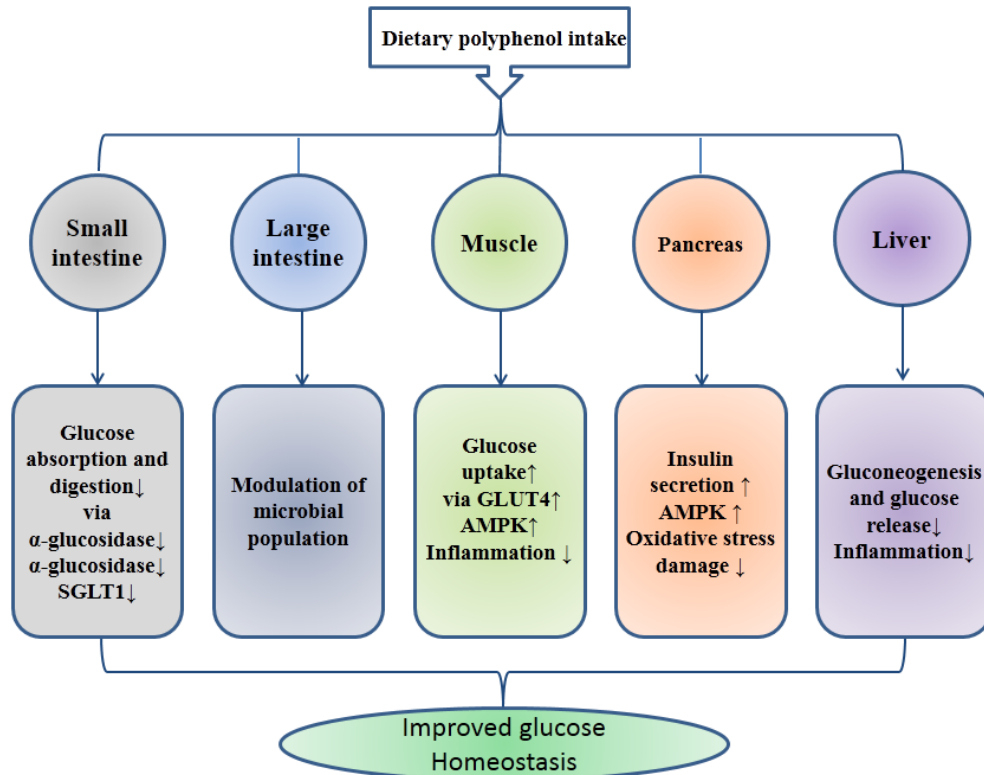 Dietary polyphenol intake
Small
intestine
Large
intestine
Muscle
Pancreas
Liver
Glucose
absorption and
digestion↓
via
α-glucosidase↓
α-glucosidase↓
SGLT1↓
Modulation of
microbial
population
Glucose
uptake↑
via GLUT4↑
AMPK↑
Inflammation ↓
Insulin
secretion ↑
AMPK ↑
Oxidative stress
damage ↓
Gluconeogenesis
and glucose
release↓
Inflammation↓
Improved glucose
Homeostasis